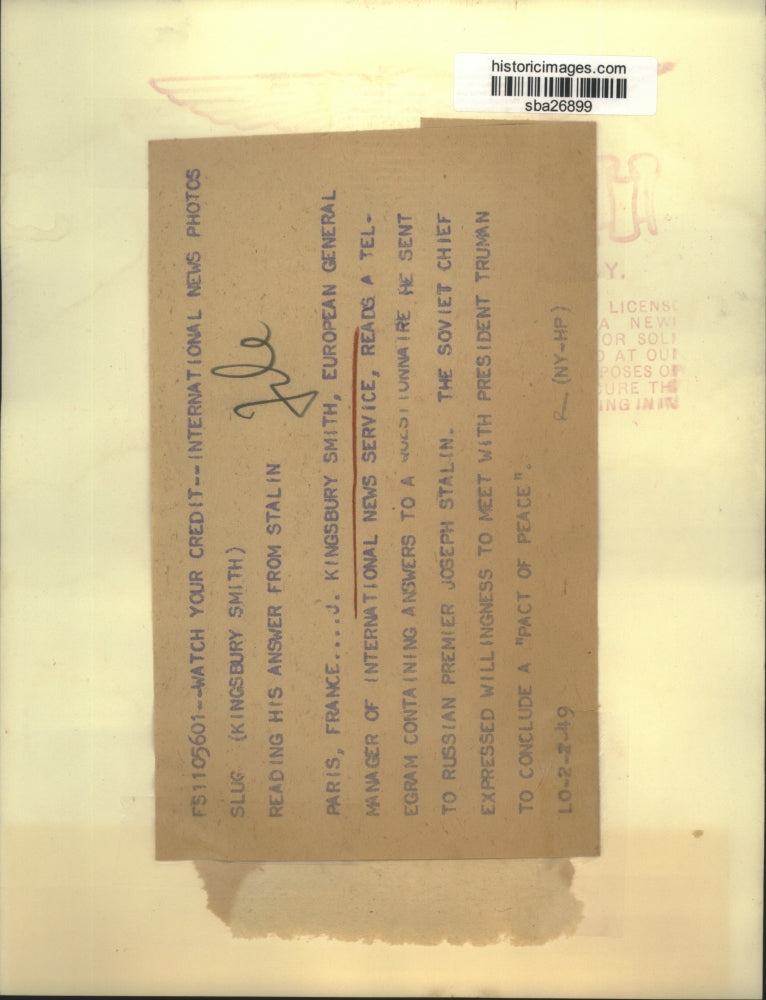 historicimages.com
sba26899
FS1105601--WATCH YOUR CREDIT--INTERNATIONAL NEWS PHOTOS
SLUG (KINGSBURY SMITH)
READING HIS ANSWER FROM STALIN
PARIS, FRANCE....J. KINGSBURY SMITH, EUROPEAN GENERAL
MANAGER OF INTERNATIONAL NEWS SERVICE, READS A TEL-
EGRAM CONTAINING ANSWERS TO A QUESTIONNAIRE HE SENT
TO RUSSIAN PREMIER JOSEPH STALIN. THE SOVIET CHIEF
EXPRESSED WILLINGNESS TO MEET WITH PRESIDENT TRUMAN
TO CONCLUDE A "PACT OF PEACE".
LO-2-2-49 R (NY-HP)
Y.
LICENS
A NEW
OR SOL
D AT OU
POSES O
CURE TH
ING IN